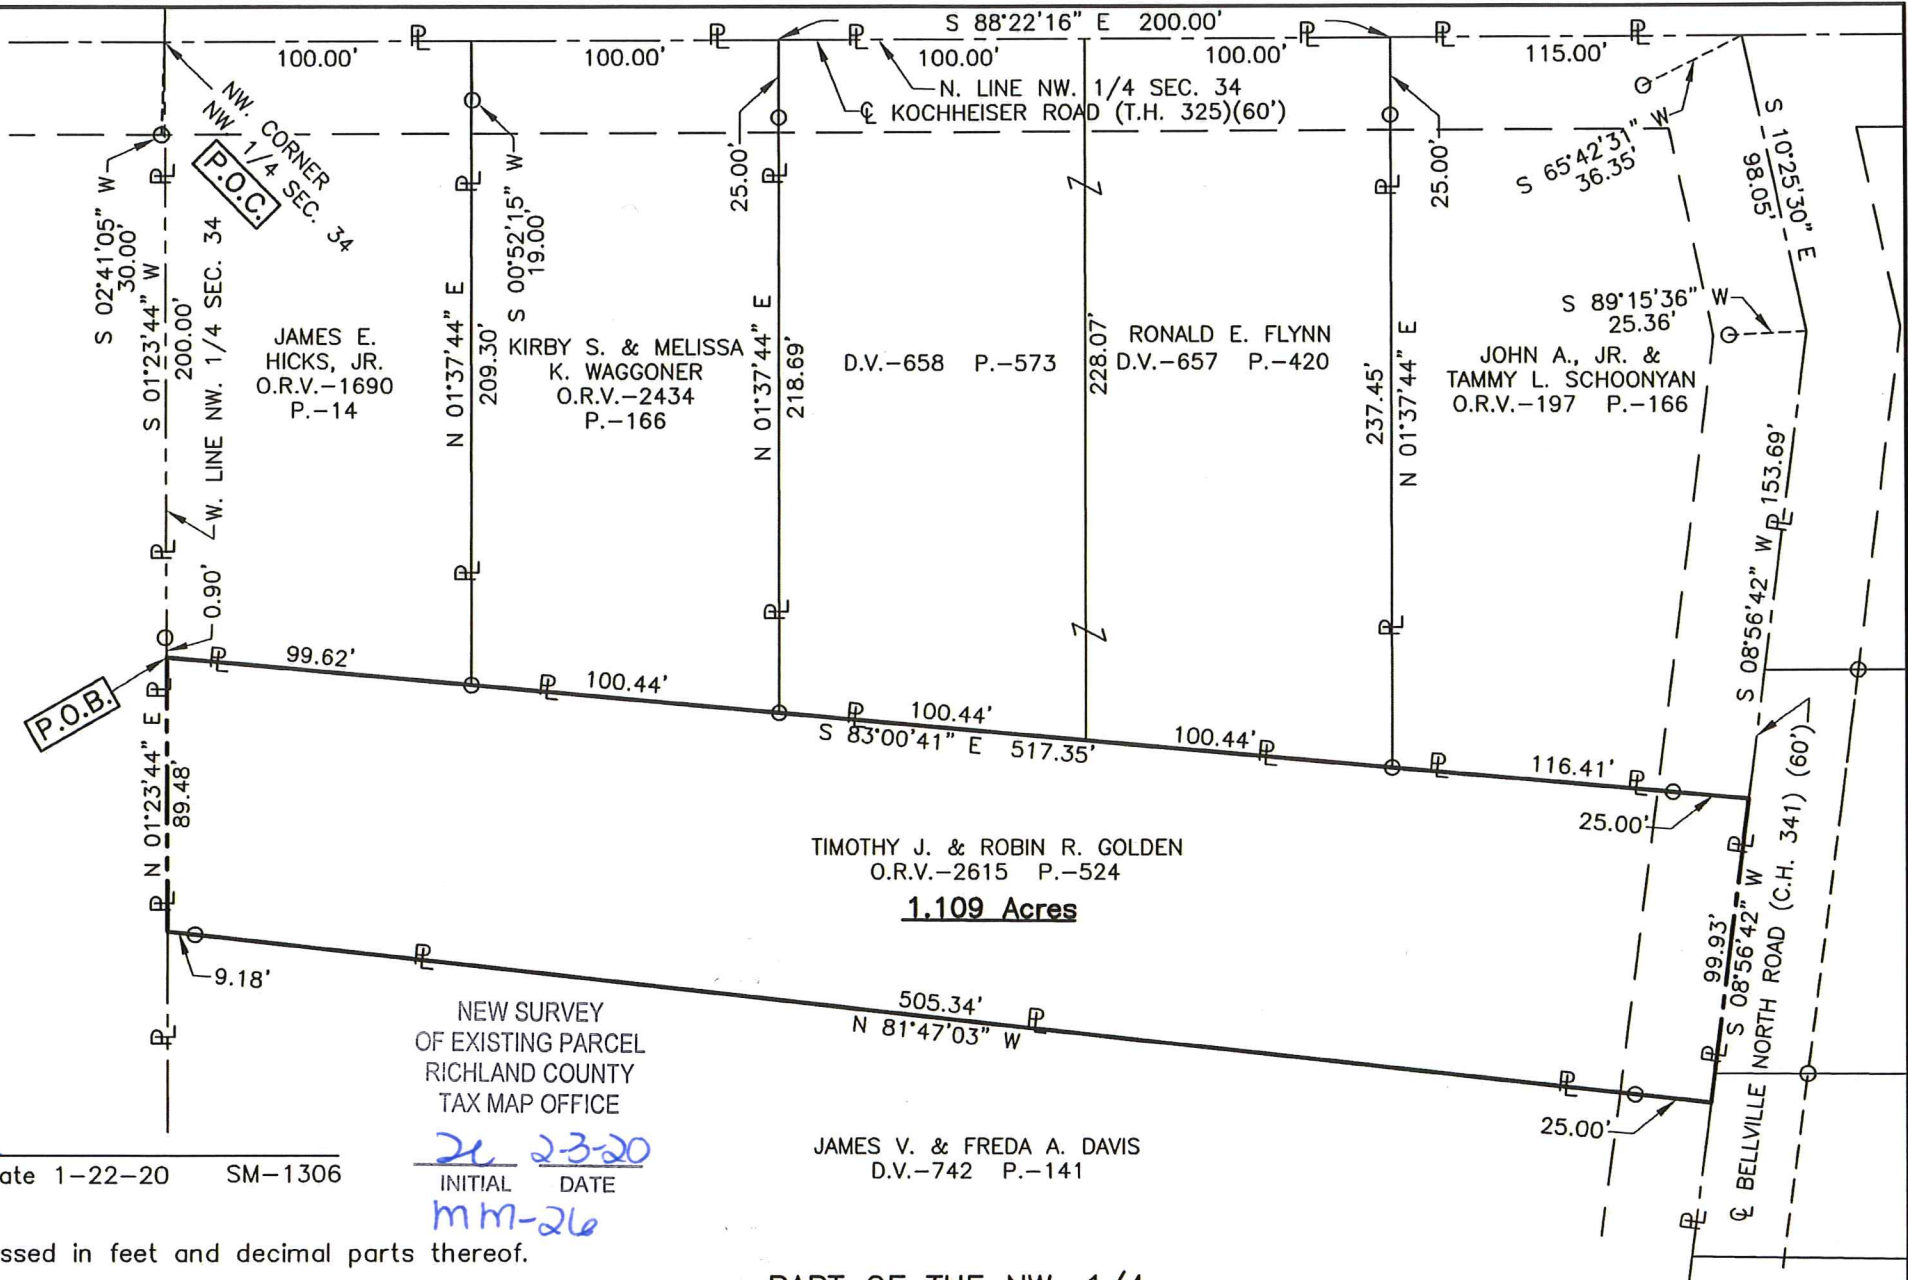 S 88°22'16" E 200.00'
100.00'
100.00'
100.00'
100.00'
115.00'
N. LINE NW. 1/4 SEC. 34
℄ KOCHHEISER ROAD (T.H. 325)(60')
NW. CORNER
NW 1/4 SEC. 34
P.O.C.
S 02°41'05" W
30.00'
S 01°23'44" W
200.00'
W. LINE NW. 1/4 SEC. 34
S 00°52'15" W
19.00'
25.00'
25.00'
S 65°42'31" W
36.35'
S 10°25'30" E
98.05'
S 89°15'36" W
25.36'
JAMES E.
HICKS, JR.
O.R.V.-1690
P.-14
N 01°37'44" E
209.30'
KIRBY S. & MELISSA
K. WAGGONER
O.R.V.-2434
P.-166
N 01°37'44" E
218.69'
D.V.-658 P.-573
228.07'
RONALD E. FLYNN
D.V.-657 P.-420
237.45'
N 01°37'44" E
JOHN A., JR. &
TAMMY L. SCHOONYAN
O.R.V.-197 P.-166
S 08°56'42" W 153.69'
0.90'
P.O.B.
99.62'
100.44'
100.44'
100.44'
116.41'
S 83°00'41" E 517.35'
25.00'
N 01°23'44" E
89.48'
TIMOTHY J. & ROBIN R. GOLDEN
O.R.V.-2615 P.-524
1.109 Acres
99.93'
S 08°56'42" W
℄ BELLVILLE NORTH ROAD (C.H. 341) (60')
9.18'
505.34'
N 81°47'03" W
25.00'
NEW SURVEY
OF EXISTING PARCEL
RICHLAND COUNTY
TAX MAP OFFICE
2-3-20
INITIAL DATE
mm-26
JAMES V. & FREDA A. DAVIS
D.V.-742 P.-141
ate 1-22-20 SM-1306
ssed in feet and decimal parts thereof.
PART OF THE NW. 1/4